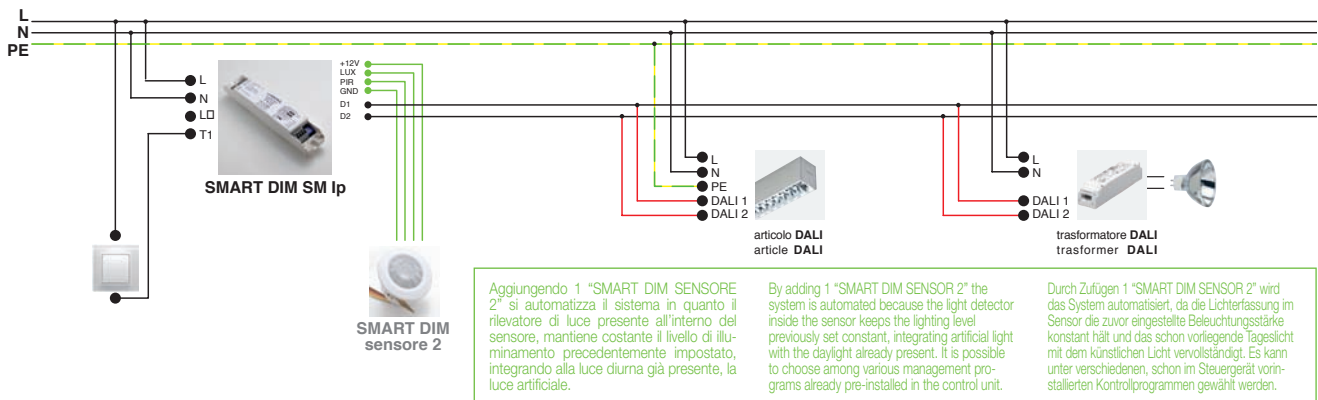 L
N
PE
L
N
L□
T1
+12V
LUX
PIR
GND
D1
D2
SMART DIM SM lp
SMART DIM
sensore 2
L
N
PE
DALI 1
DALI 2
articolo DALI
article DALI
L
N
DALI 1
DALI 2
trasformatore DALI
trasformer DALI
Aggiungendo 1 “SMART DIM SENSORE
2” si automatizza il sistema in quanto il
rilevatore di luce presente all’interno del
sensore, mantiene costante il livello di illu-
minamento precedentemente impostato,
integrando alla luce diurna già presente, la
luce artificiale.
By adding 1 “SMART DIM SENSOR 2” the
system is automated because the light detector
inside the sensor keeps the lighting level
previously set constant, integrating artificial light
with the daylight already present. It is possible
to choose among various management pro-
grams already pre-installed in the control unit.
Durch Zufügen 1 “SMART DIM SENSOR 2” wird
das System automatisiert, da die Lichterfassung im
Sensor die zuvor eingestellte Beleuchtungsstärke
konstant hält und das schon vorliegende Tageslicht
mit dem künstlichen Licht vervollständigt. Es kann
unter verschiedenen, schon im Steuergerät vorin-
stallierten Kontrollprogrammen gewählt werden.